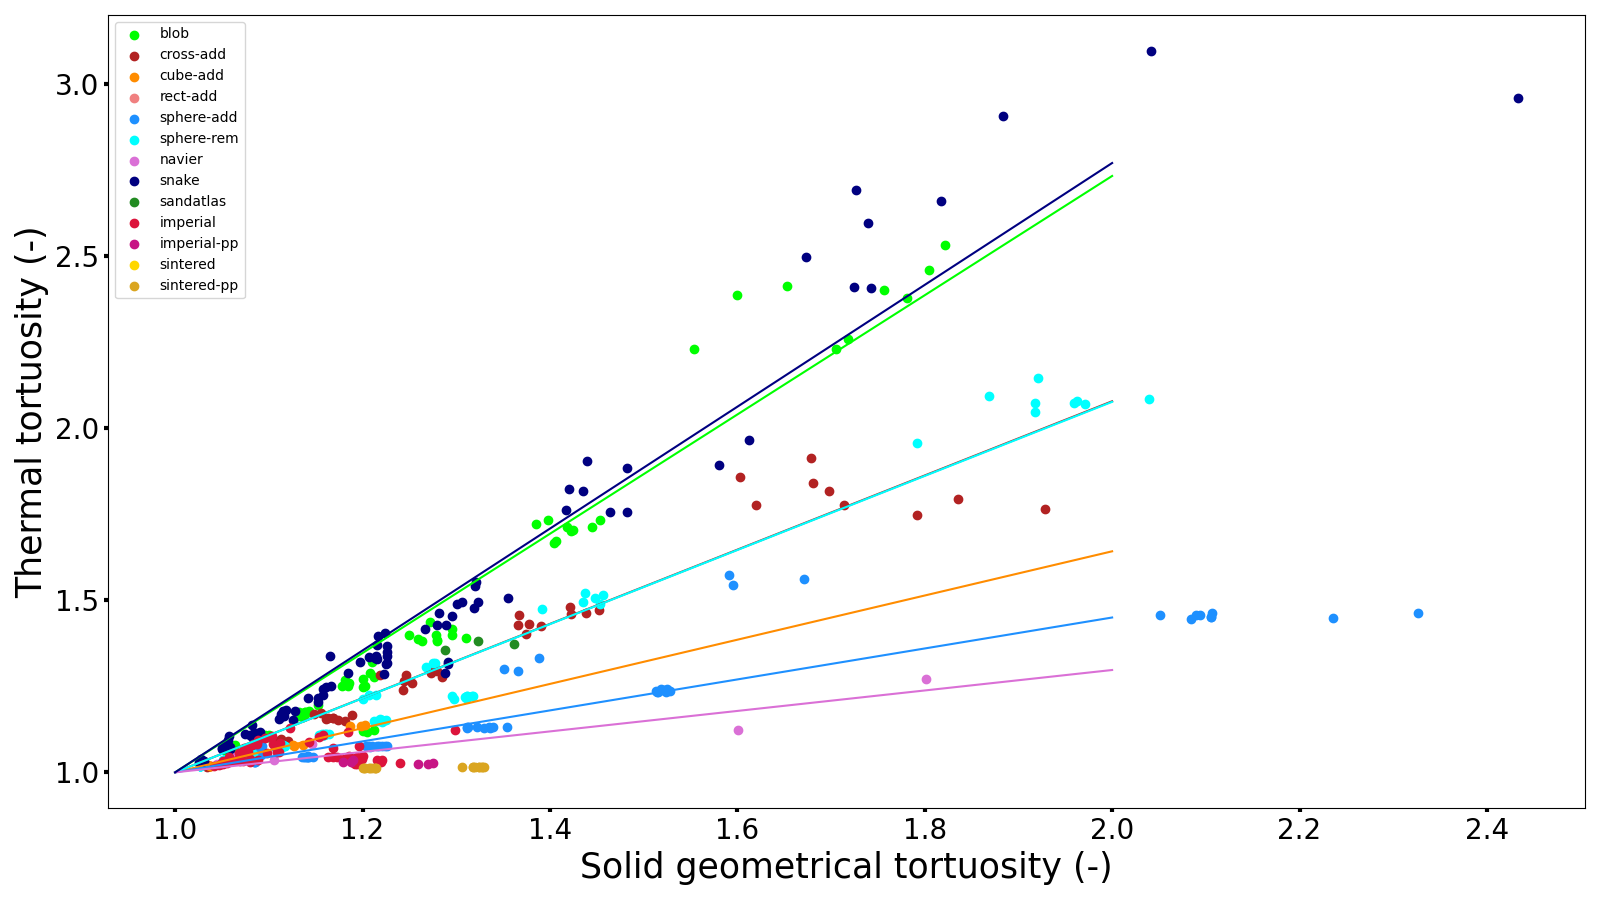 blob
cross-add
cube-add
rect-add
sphere-add
sphere-rem
navier
snake
sandatlas
imperial
imperial-pp
sintered
sintered-pp
Thermal tortuosity (-)
3.0
2.5
2.0
1.5
1.0
1.0 1.2 1.4 1.6 1.8 2.0 2.2 2.4
Solid geometrical tortuosity (-)